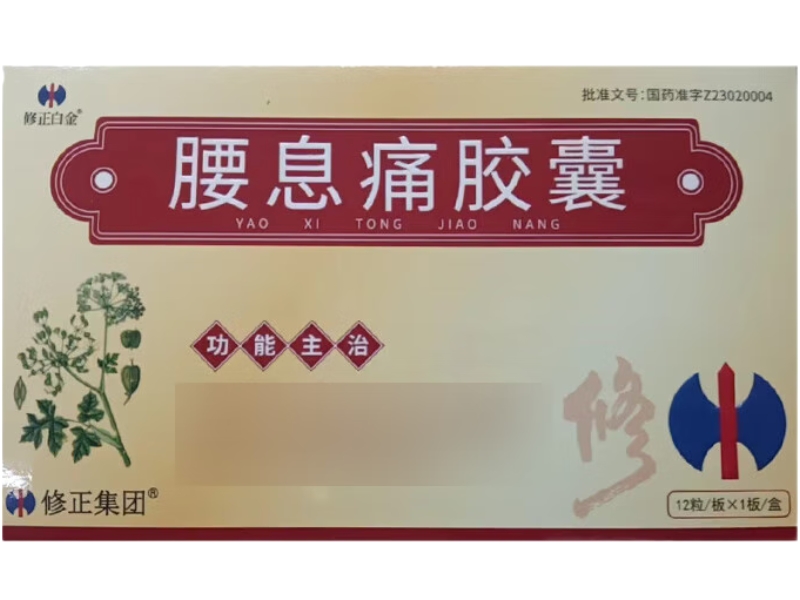 修正白金®
批准文号:国药准字Z23020004
腰息痛胶囊
YAO XI TONG JIAO NANG
功能主治
修
修正集团®
12粒/板×1板/盒